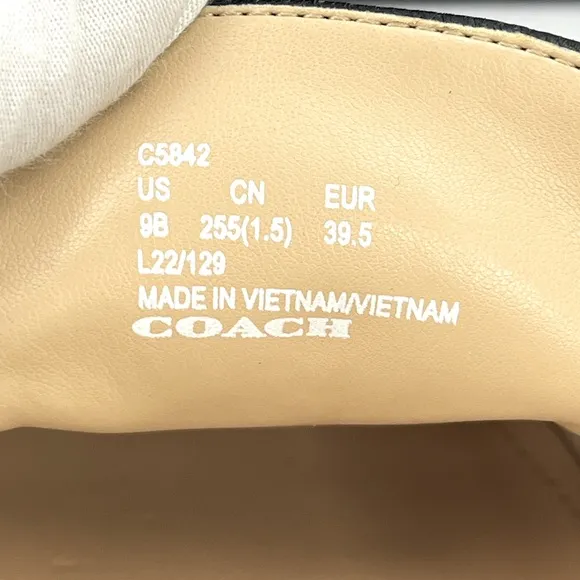 C5842
US CN EUR
9B 255(1.5) 39.5
L22/129
MADE IN VIETNAM/VIETNAM
COACH